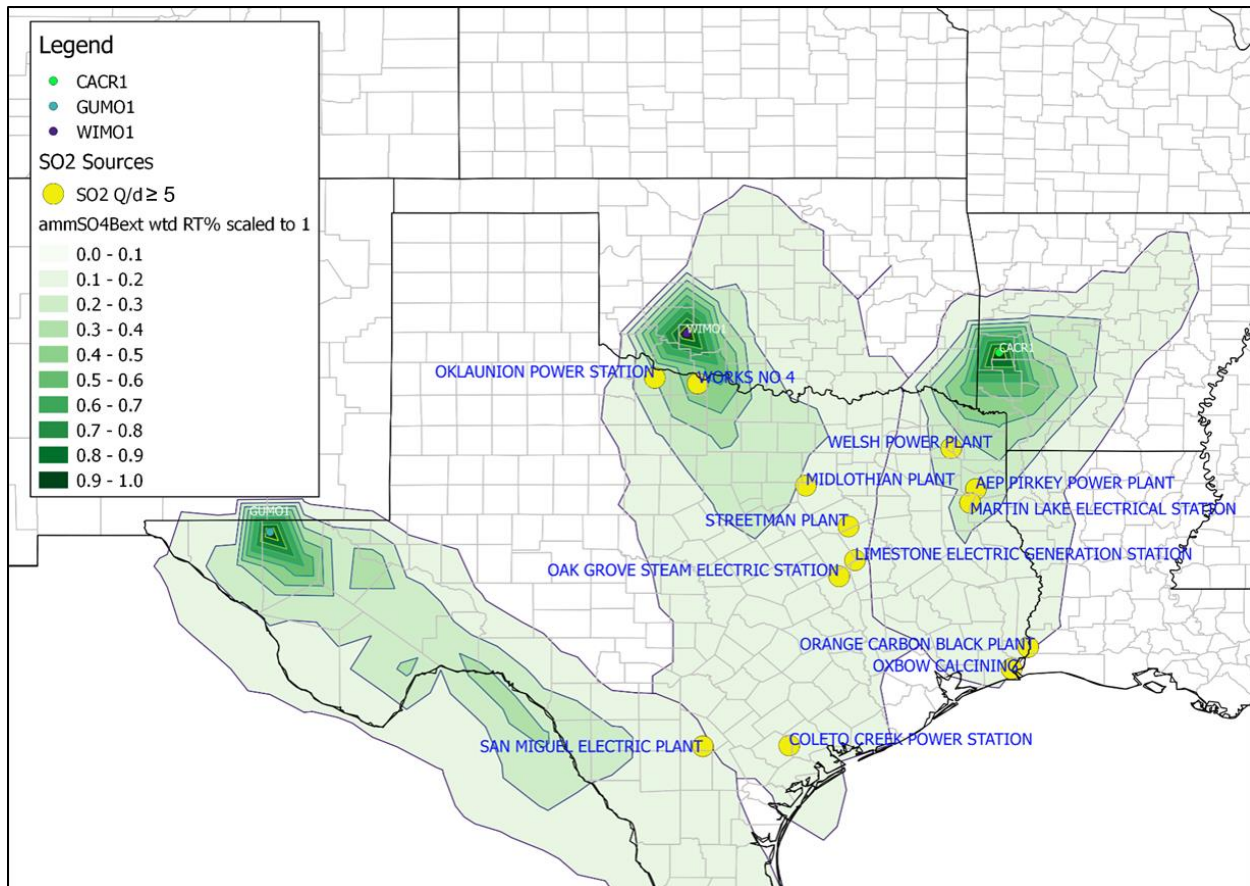 Legend
CACR1
GUMO1
WIMO1
SO2 Sources
SO2 Q/d ≥ 5
ammSO4Bext wtd RT% scaled to 1
0.0 - 0.1
0.1 - 0.2
0.2 - 0.3
0.3 - 0.4
0.4 - 0.5
0.5 - 0.6
0.6 - 0.7
0.7 - 0.8
0.8 - 0.9
0.9 - 1.0
WIMO1
CACR1
OKLAUNION POWER STATION
WORKS NO 4
WELSH POWER PLANT
MIDLOTHIAN PLANT
AEP PIRKEY POWER PLANT
MARTIN LAKE ELECTRICAL STATION
GUMO1
STREETMAN PLANT
LIMESTONE ELECTRIC GENERATION STATION
OAK GROVE STEAM ELECTRIC STATION
ORANGE CARBON BLACK PLANT
OXBOW CALCINING
SAN MIGUEL ELECTRIC PLANT
COLETO CREEK POWER STATION